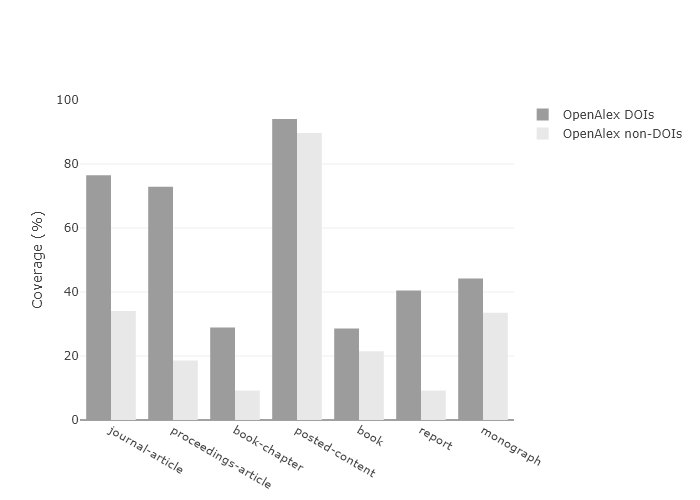 100
80
60
40
20
0
Coverage (%)
journal-article
proceedings-article
book-chapter
posted-content
book
report
monograph
OpenAlex DOIs
OpenAlex non-DOIs